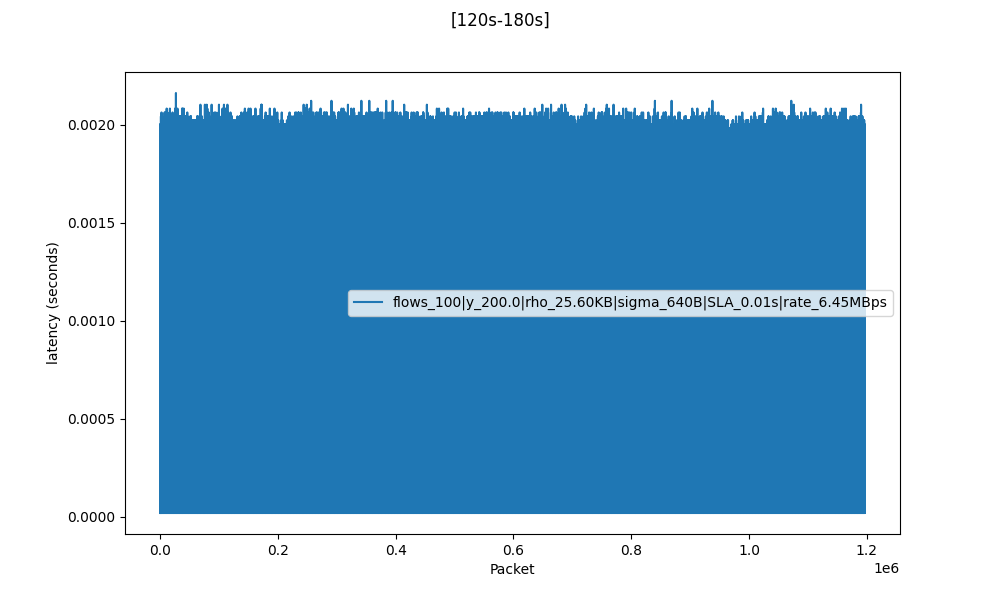 [120s-180s]
0.0020
0.0015
0.0010
0.0005
0.0000
latency (seconds)
flows_100|y_200.0|rho_25.60KB|sigma_640B|SLA_0.01s|rate_6.45MBps
0.0 0.2 0.4 0.6 0.8 1.0 1.2
1e6
Packet